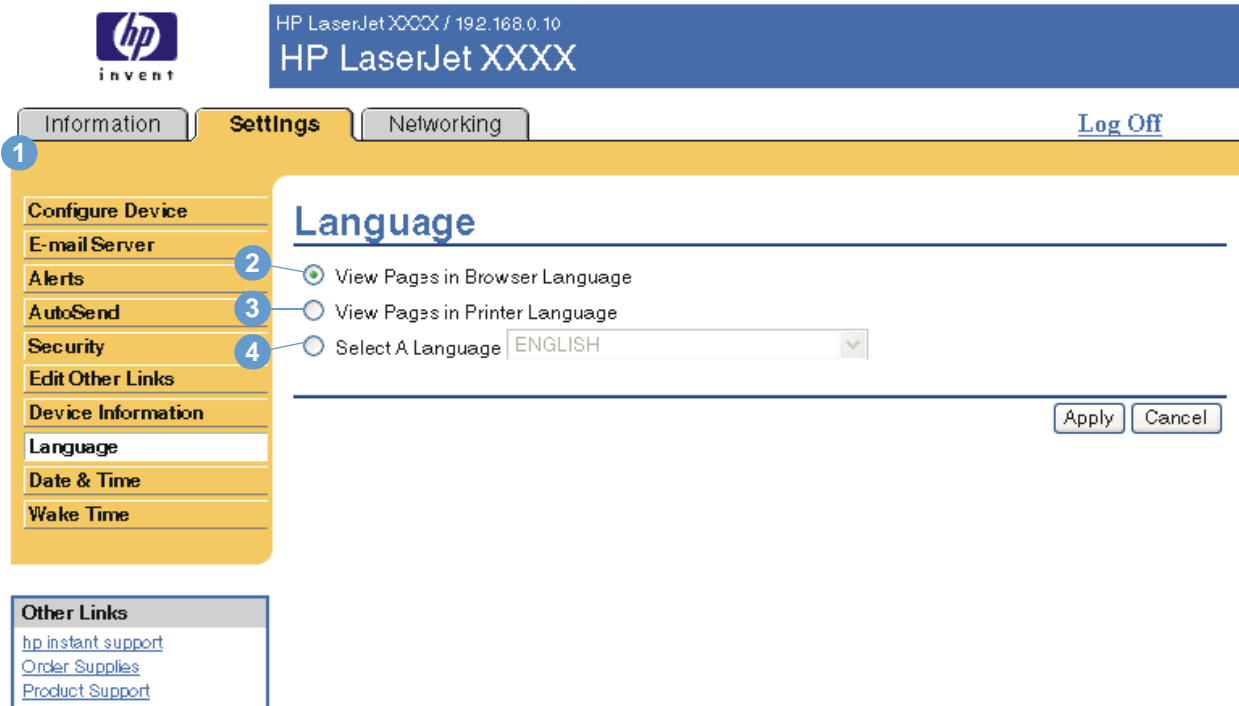 hp
invent
HP LaserJet XXXX / 192.168.0.10
HP LaserJet XXXX
Information
Settings
Networking
Log Off
1
Configure Device
E-mail Server
Alerts
AutoSend
Security
Edit Other Links
Device Information
Language
Date & Time
Wake Time
Language
2
View Pages in Browser Language
3
View Pages in Printer Language
4
Select A Language ENGLISH
Apply
Cancel
Other Links
hp instant support
Order Supplies
Product Support